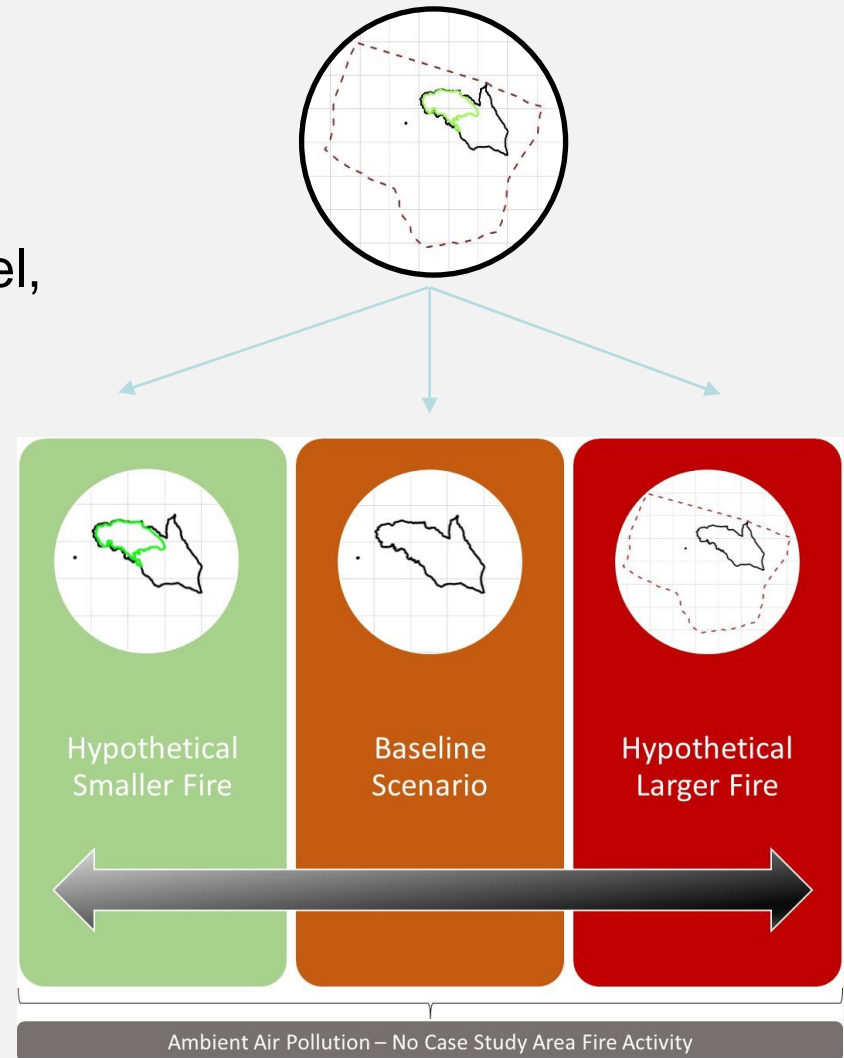 el,
Hypothetical
Smaller Fire
Baseline
Scenario
Hypothetical
Larger Fire
Ambient Air Pollution – No Case Study Area Fire Activity